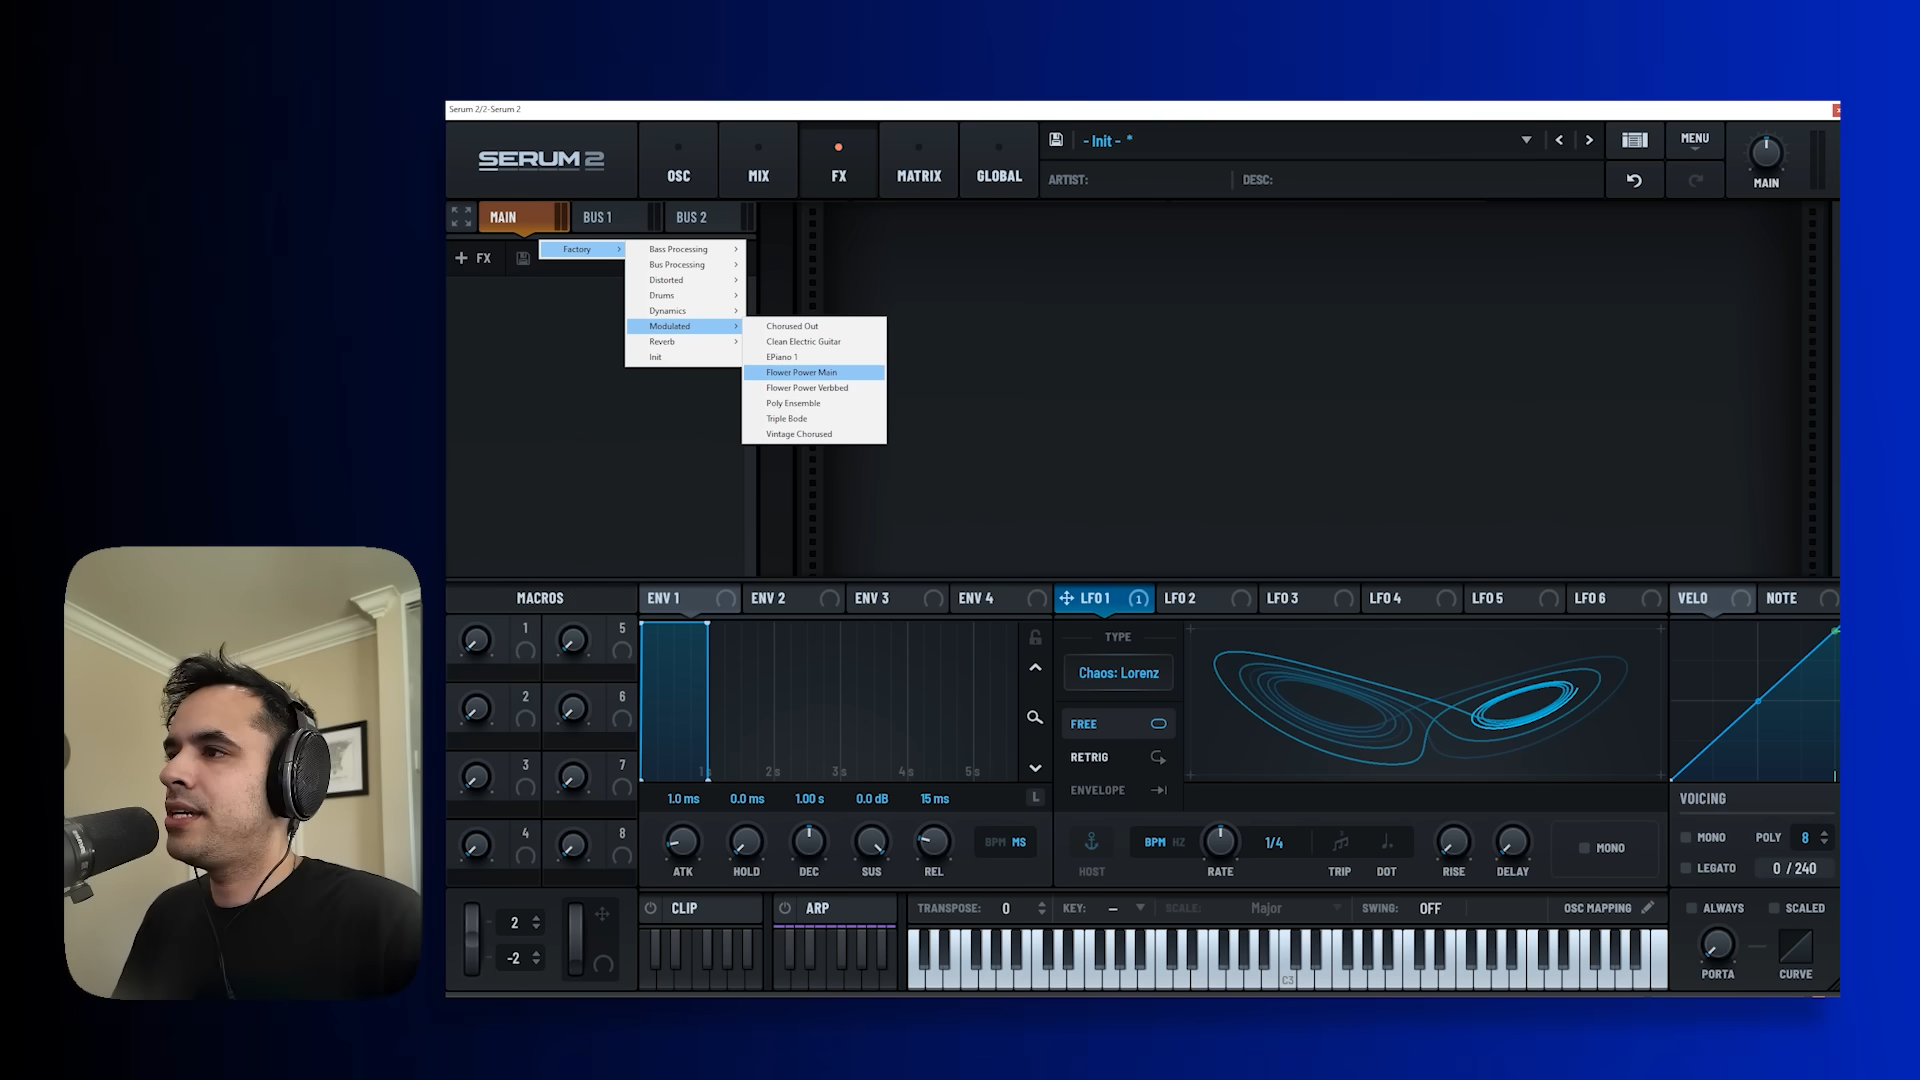 Serum 2/2-Serum 2
SERUM 2
OSC
MIX
FX
MATRIX
GLOBAL
- Init - *
MENU
ARTIST:
DESC:
MAIN
MAIN
BUS 1
BUS 2
+ FX
Factory
Bass Processing
Bus Processing
Distorted
Drums
Dynamics
Modulated
Reverb
Init
Chorused Out
Clean Electric Guitar
EPiano 1
Flower Power Main
Flower Power Verbbed
Poly Ensemble
Triple Bode
Vintage Chorused
MACROS
ENV 1
ENV 2
ENV 3
ENV 4
LFO 1
1
LFO 2
LFO 3
LFO 4
LFO 5
LFO 6
VELO
NOTE
1
5
2
6
3
7
4
8
1 s
2 s
3 s
4 s
5 s
1.0 ms
0.0 ms
1.00 s
0.0 dB
15 ms
L
ATK
HOLD
DEC
SUS
REL
BPM MS
TYPE
Chaos: Lorenz
FREE
RETRIG
ENVELOPE
HOST
BPM HZ
RATE
1/4
TRIP
DOT
RISE
DELAY
MONO
VOICING
MONO
POLY
8
LEGATO
0 / 240
2
-2
CLIP
ARP
TRANSPOSE: 0
KEY: –
SCALE: Major
SWING: OFF
OSC MAPPING
C3
ALWAYS
SCALED
PORTA
CURVE